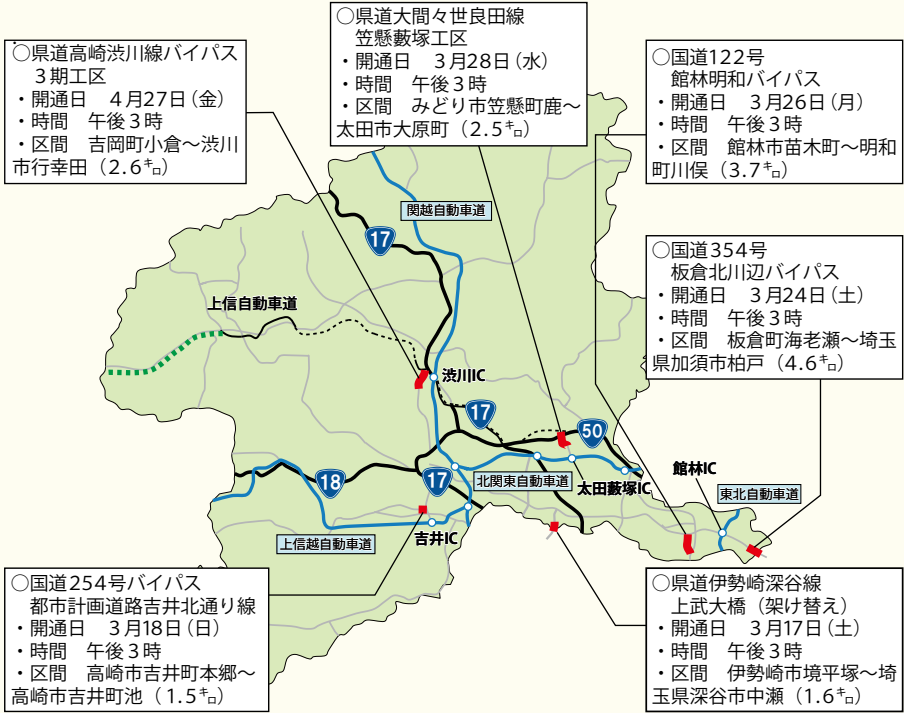 ○県道高崎渋川線バイパス
３期工区
・開通日　４月27日（金）
・時間　午後３時
・区間　吉岡町小倉～渋川
市行幸田（2.6㌔）
○県道大間々世良田線
笠懸藪塚工区
・開通日　３月28日（水）
・時間　午後３時
・区間　みどり市笠懸町鹿～
太田市大原町（2.5㌔）
○国道122号
館林明和バイパス
・開通日　３月26日（月）
・時間　午後３時
・区間　館林市苗木町～明和
町川俣（3.7㌔）
○国道354号
板倉北川辺バイパス
・開通日　３月24日（土）
・時間　午後３時
・区間　板倉町海老瀬～埼玉
県加須市柏戸（4.6㌔）
関越自動車道
17
上信自動車道
渋川IC
17
50
18
17
北関東自動車道
太田藪塚IC
館林IC
東北自動車道
上信越自動車道
吉井IC
○国道254号バイパス
都市計画道路吉井北通り線
・開通日　３月18日（日）
・時間　午後３時
・区間　高崎市吉井町本郷～
高崎市吉井町池（1.5㌔）
○県道伊勢崎深谷線
上武大橋（架け替え）
・開通日　３月17日（土）
・時間　午後３時
・区間　伊勢崎市境平塚～埼
玉県深谷市中瀬（1.6㌔）